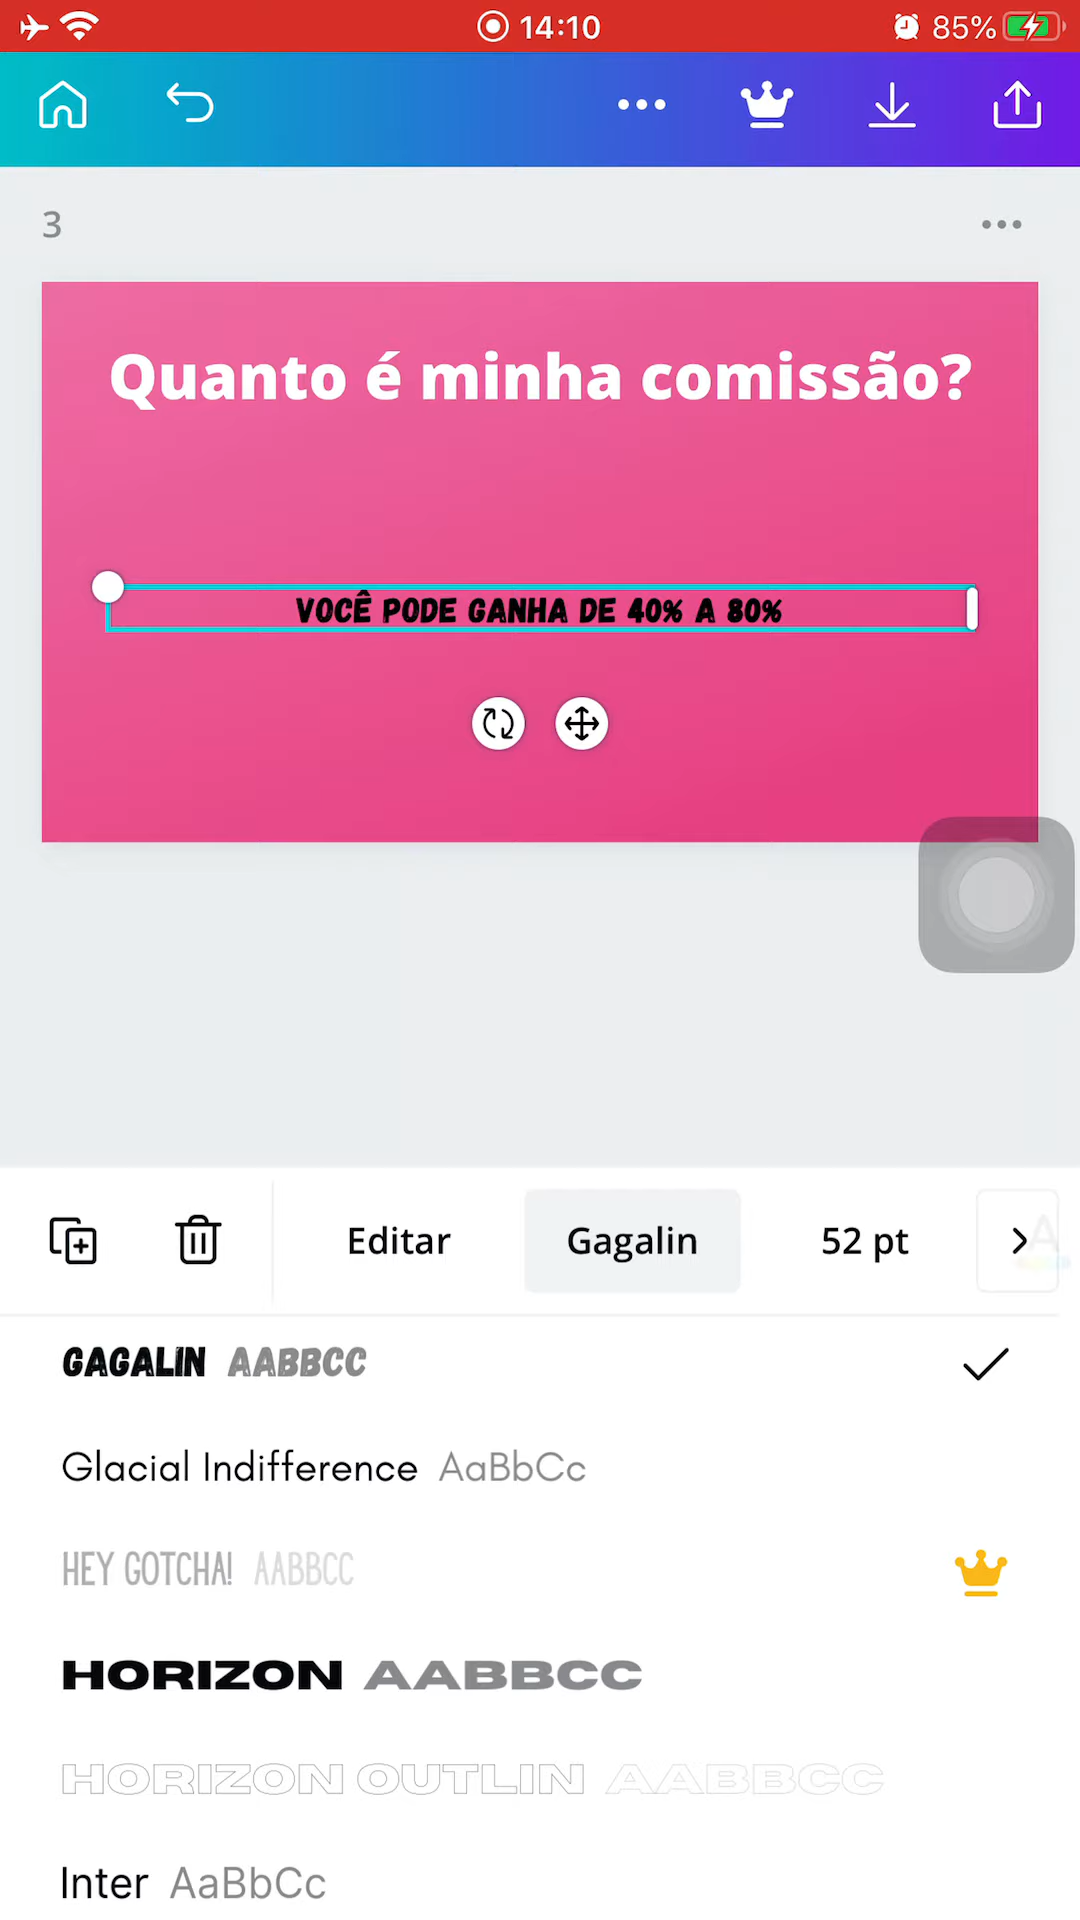 14:10
85%
3
Quanto é minha comissão?
VOCÊ PODE GANHA DE 40% A 80%
Editar
Gagalin
52 pt
A
GAGALIN AABBCC
Glacial Indifference AaBbCc
HEY GOTCHA! AABBCC
HORIZON AABBCC
HORIZON OUTLIN AABBCC
Inter AaBbCc